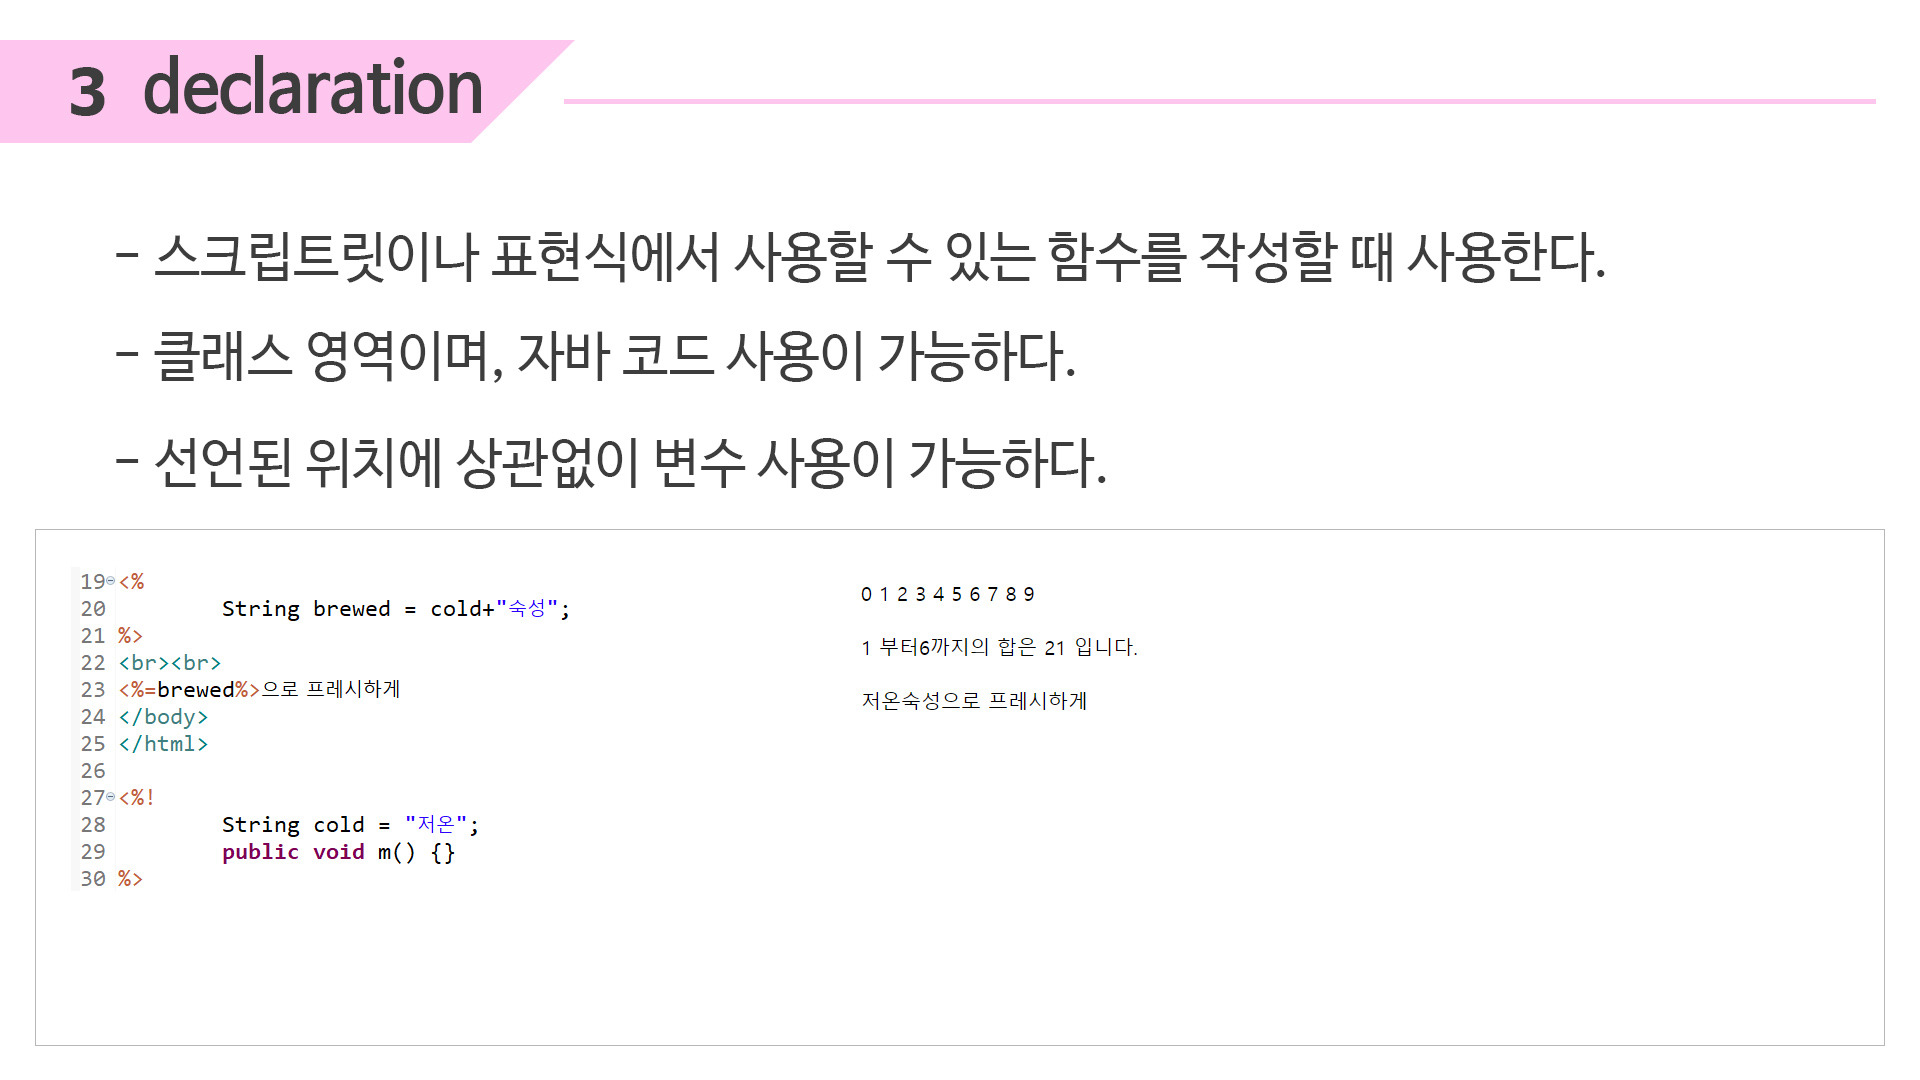 3 declaration
- 스크립트릿이나 표현식에서 사용할 수 있는 함수를 작성할 때 사용한다.
- 클래스 영역이며, 자바 코드 사용이 가능하다.
- 선언된 위치에 상관없이 변수 사용이 가능하다.
19 <%
20 String brewed = cold+"숙성";
21 %>
22 <br><br>
23 <%=brewed%>으로 프레시하게
24 </body>
25 </html>
26
27 <%!
28 String cold = "저온";
29 public void m() {}
30 %>
0 1 2 3 4 5 6 7 8 9
1 부터6까지의 합은 21 입니다.
저온숙성으로 프레시하게